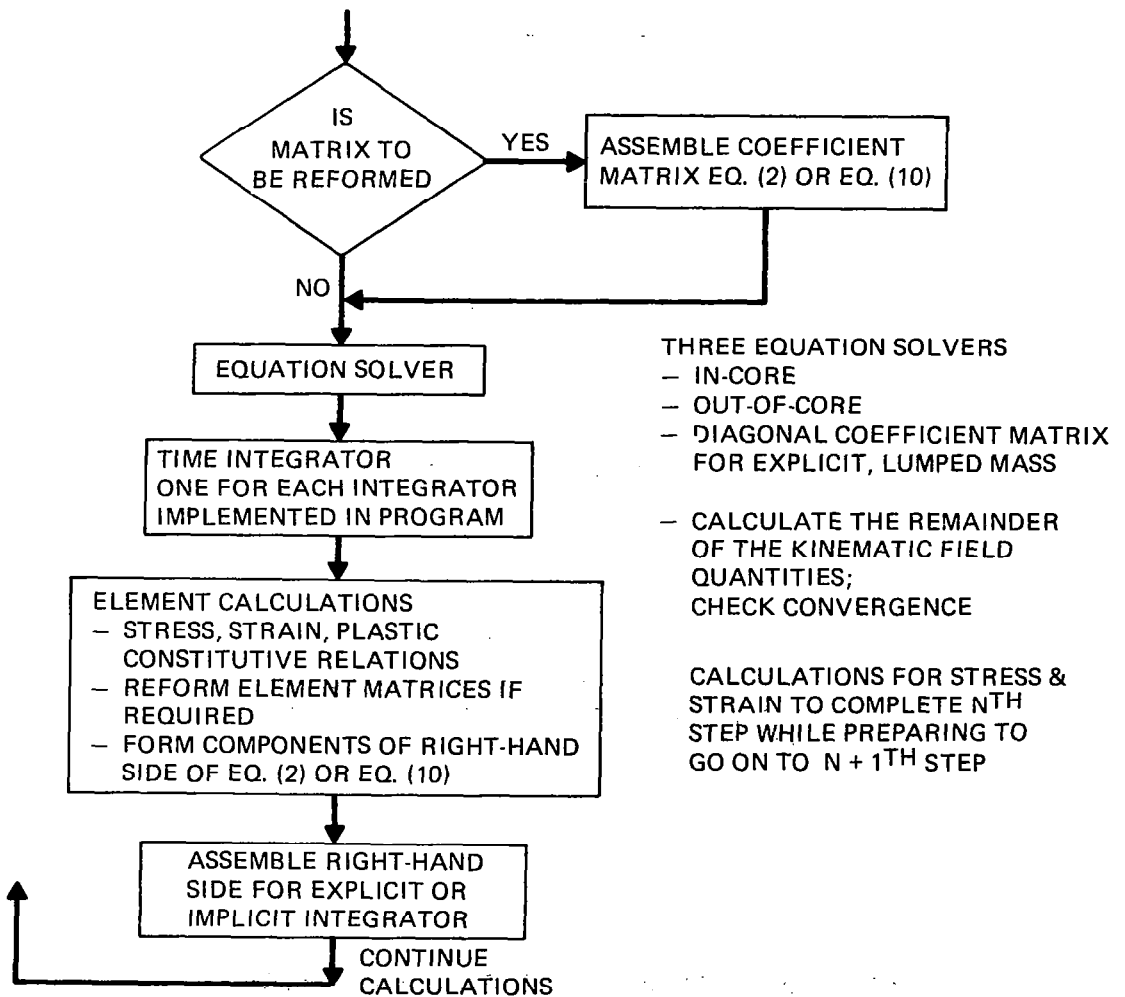 IS
MATRIX TO
BE REFORMED
YES
ASSEMBLE COEFFICIENT
MATRIX EQ. (2) OR EQ. (10)
NO
EQUATION SOLVER
THREE EQUATION SOLVERS
– IN-CORE
– OUT-OF-CORE
– DIAGONAL COEFFICIENT MATRIX
FOR EXPLICIT, LUMPED MASS
TIME INTEGRATOR
ONE FOR EACH INTEGRATOR
IMPLEMENTED IN PROGRAM
– CALCULATE THE REMAINDER
OF THE KINEMATIC FIELD
QUANTITIES;
CHECK CONVERGENCE
ELEMENT CALCULATIONS
– STRESS, STRAIN, PLASTIC
CONSTITUTIVE RELATIONS
– REFORM ELEMENT MATRICES IF
REQUIRED
– FORM COMPONENTS OF RIGHT-HAND
SIDE OF EQ. (2) OR EQ. (10)
CALCULATIONS FOR STRESS &
STRAIN TO COMPLETE NTH
STEP WHILE PREPARING TO
GO ON TO N + 1TH STEP
ASSEMBLE RIGHT-HAND
SIDE FOR EXPLICIT OR
IMPLICIT INTEGRATOR
CONTINUE
CALCULATIONS